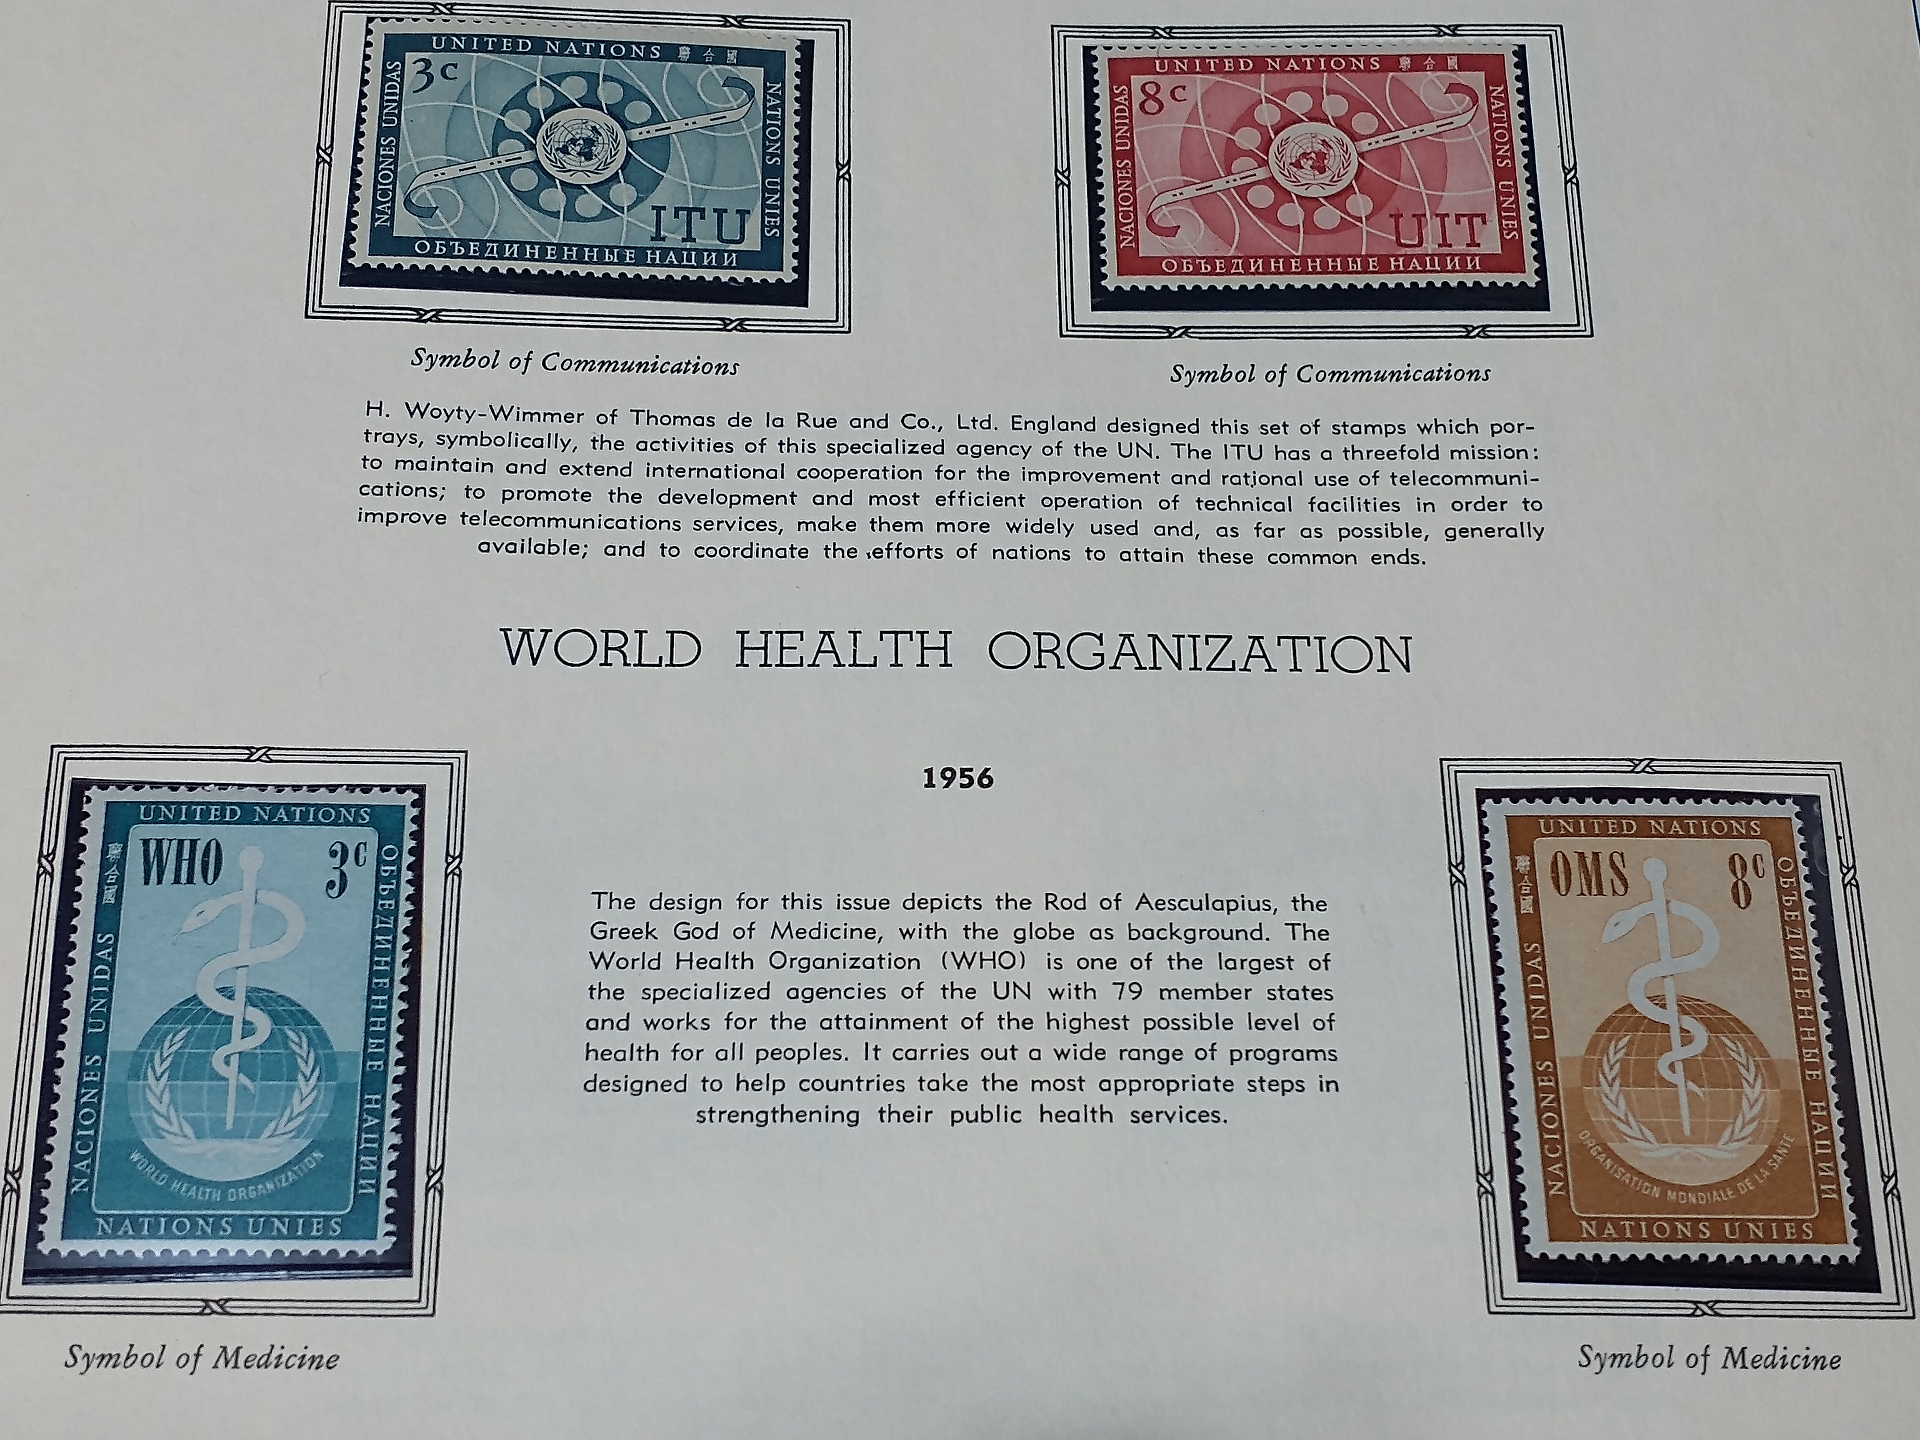 UNITED NATIONS 聯合國
3c
NACIONES UNIDAS
NATIONS UNIES
ITU
ОБЪЕДИНЕННЫЕ НАЦИИ
UNITED NATIONS 聯合國
8c
NACIONES UNIDAS
NATIONS UNIES
UIT
ОБЪЕДИНЕННЫЕ НАЦИИ
Symbol of Communications
Symbol of Communications
H. Woyty-Wimmer of Thomas de la Rue and Co., Ltd. England designed this set of stamps which por-
trays, symbolically, the activities of this specialized agency of the UN. The ITU has a threefold mission:
to maintain and extend international cooperation for the improvement and rational use of telecommuni-
cations; to promote the development and most efficient operation of technical facilities in order to
improve telecommunications services, make them more widely used and, as far as possible, generally
available; and to coordinate the efforts of nations to attain these common ends.
WORLD HEALTH ORGANIZATION
1956
UNITED NATIONS
聯合國
WHO 3c
NACIONES UNIDAS
ОБЪЕДИНЕННЫЕ НАЦИИ
WORLD HEALTH ORGANIZATION
NATIONS UNIES
The design for this issue depicts the Rod of Aesculapius, the
Greek God of Medicine, with the globe as background. The
World Health Organization (WHO) is one of the largest of
the specialized agencies of the UN with 79 member states
and works for the attainment of the highest possible level of
health for all peoples. It carries out a wide range of programs
designed to help countries take the most appropriate steps in
strengthening their public health services.
UNITED NATIONS
聯合國
OMS 8c
NACIONES UNIDAS
ОБЪЕДИНЕННЫЕ НАЦИИ
ORGANISATION MONDIALE DE LA SANTÉ
NATIONS UNIES
Symbol of Medicine
Symbol of Medicine